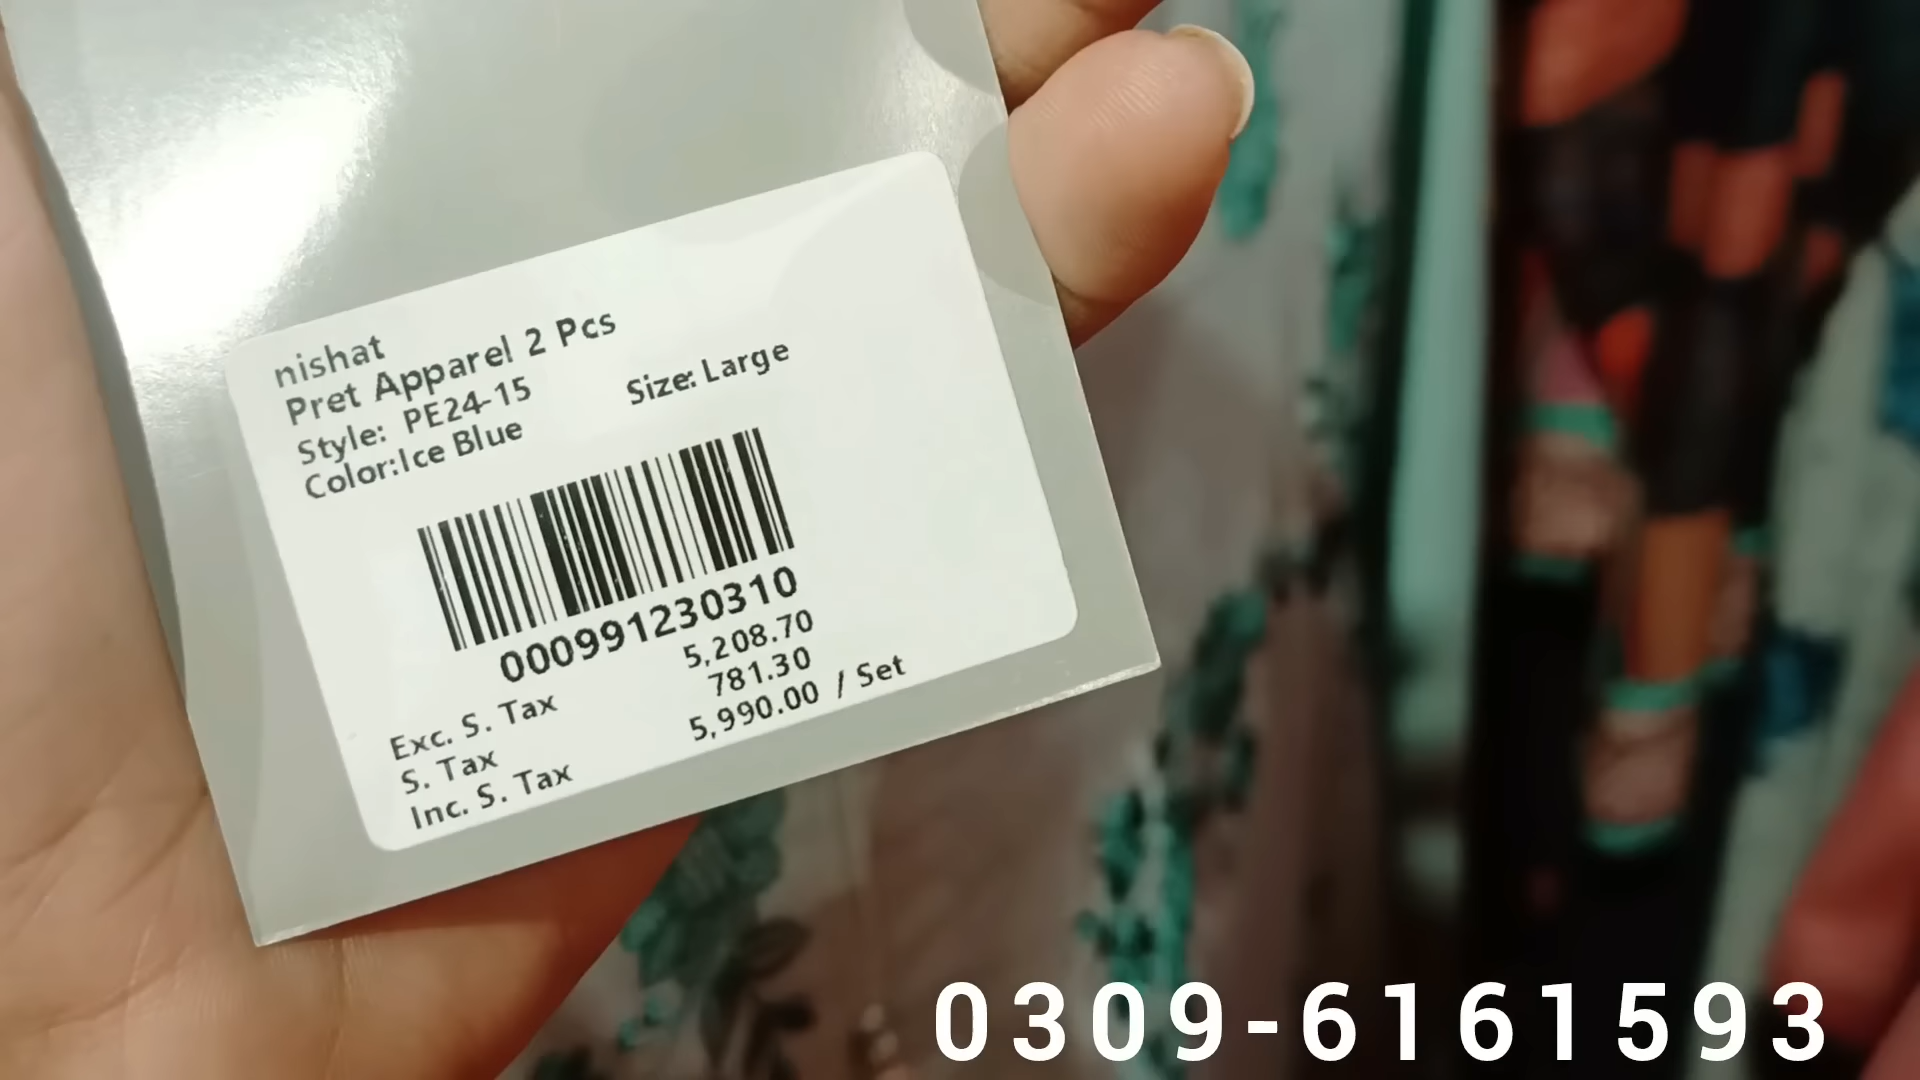 nishat
Pret Apparel 2 Pcs
Style: PE24-15 Size: Large
Color:Ice Blue
000991230310
Exc. S. Tax 5,208.70
S. Tax 781.30
Inc. S. Tax 5,990.00 / Set
0309-6161593